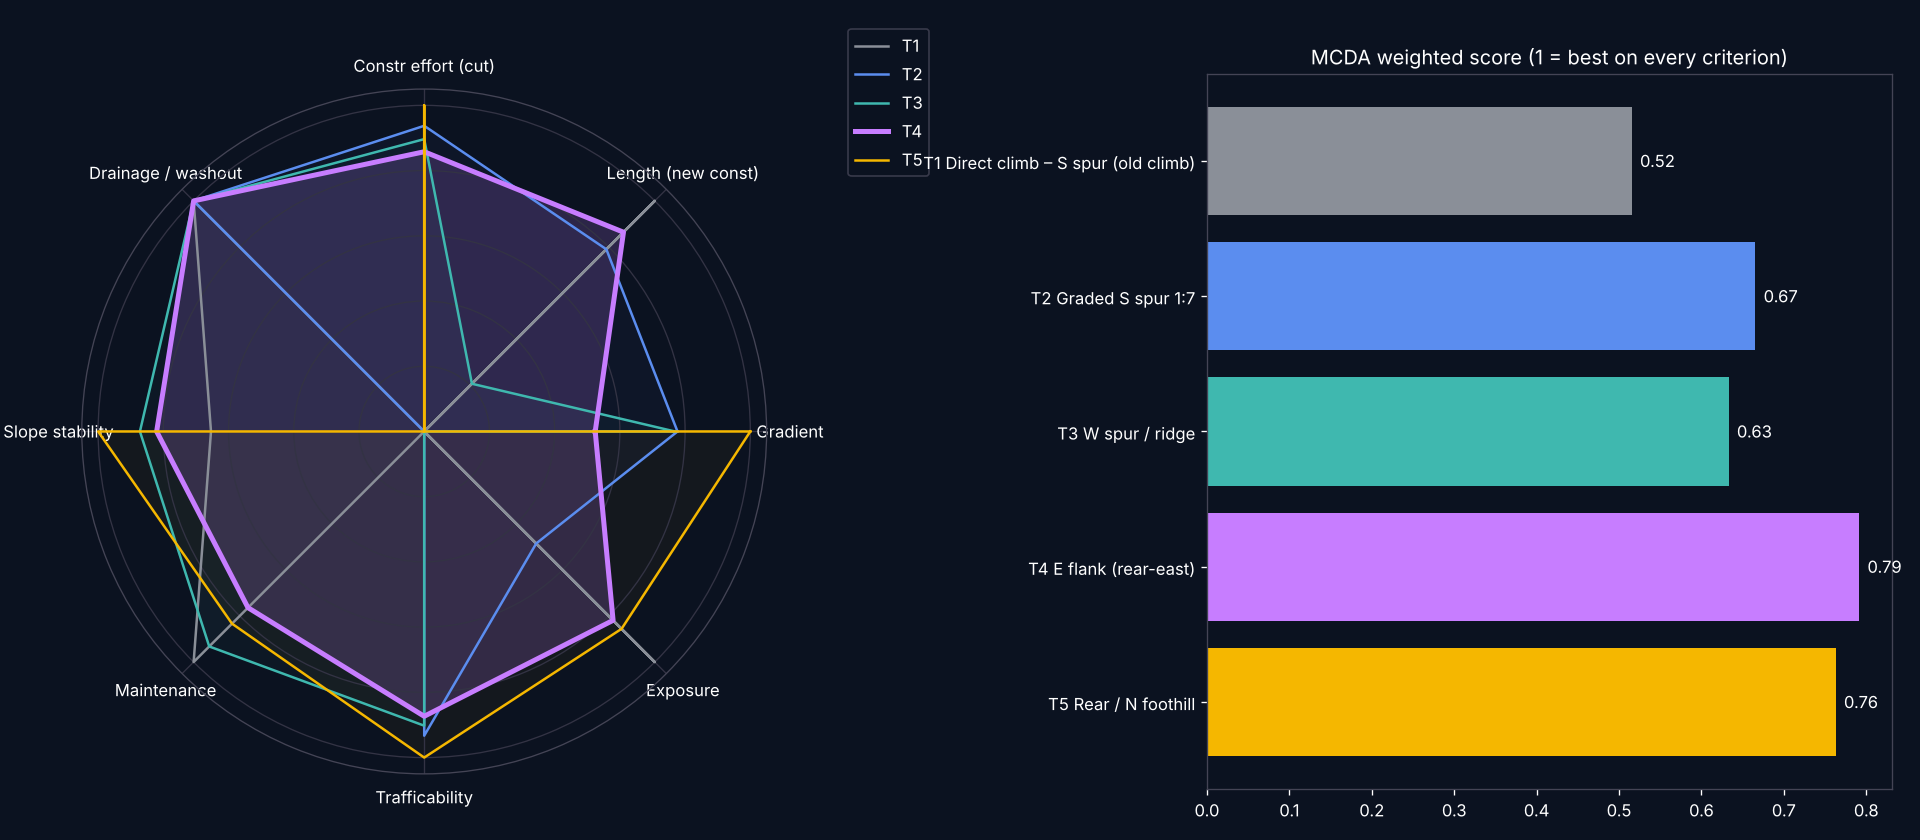 Constr effort (cut)
Drainage / washout
Length (new const)
Slope stability
Gradient
Maintenance
Exposure
Trafficability
T1
T2
T3
T4
T5
MCDA weighted score (1 = best on every criterion)
T1 Direct climb – S spur (old climb)
0.52
T2 Graded S spur 1:7
0.67
T3 W spur / ridge
0.63
T4 E flank (rear-east)
0.79
T5 Rear / N foothill
0.76
0.0 0.1 0.2 0.3 0.4 0.5 0.6 0.7 0.8